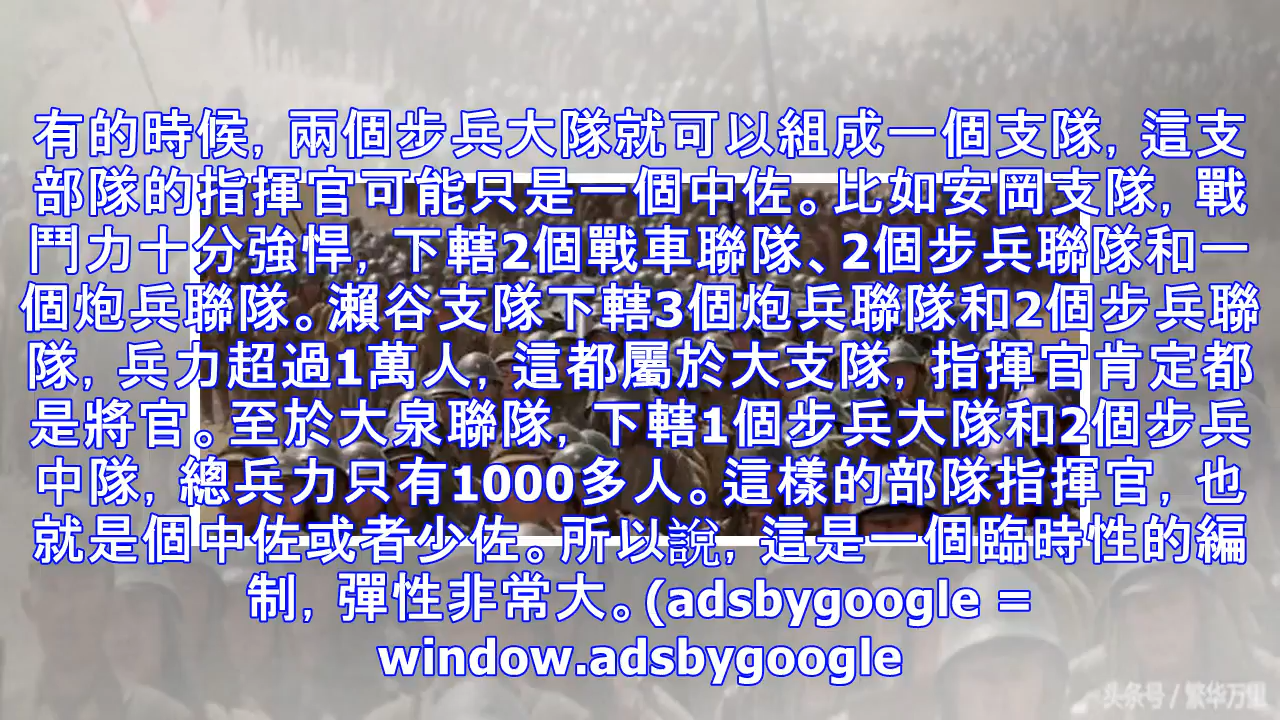 有的時候, 兩個步兵大隊就可以組成一個支隊, 這支
部隊的指揮官可能只是一個中佐。比如安岡支隊, 戰
鬥力十分強悍, 下轄2個戰車聯隊、2個步兵聯隊和一
個炮兵聯隊。瀨谷支隊下轄3個炮兵聯隊和2個步兵聯
隊, 兵力超過1萬人, 這都屬於大支隊, 指揮官肯定都
是將官。至於大泉聯隊, 下轄1個步兵大隊和2個步兵
中隊, 總兵力只有1000多人。這樣的部隊指揮官, 也
就是個中佐或者少佐。所以說, 這是一個臨時性的編
制, 彈性非常大。(adsbygoogle =
window.adsbygoogle
头条号 / 繁华万里